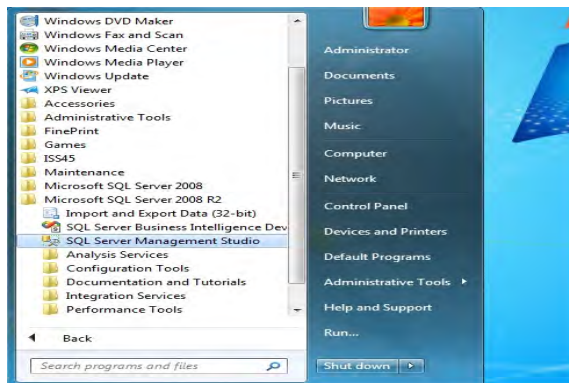 Windows DVD Maker
Windows Fax and Scan
Windows Media Center
Windows Media Player
Windows Update
XPS Viewer
Accessories
Administrative Tools
FinePrint
Games
ISS45
Maintenance
Microsoft SQL Server 2008
Microsoft SQL Server 2008 R2
Import and Export Data (32-bit)
SQL Server Business Intelligence Dev
SQL Server Management Studio
Analysis Services
Configuration Tools
Documentation and Tutorials
Integration Services
Performance Tools
Back
Search programs and files
Administrator
Documents
Pictures
Music
Computer
Network
Control Panel
Devices and Printers
Default Programs
Administrative Tools
Help and Support
Run...
Shut down